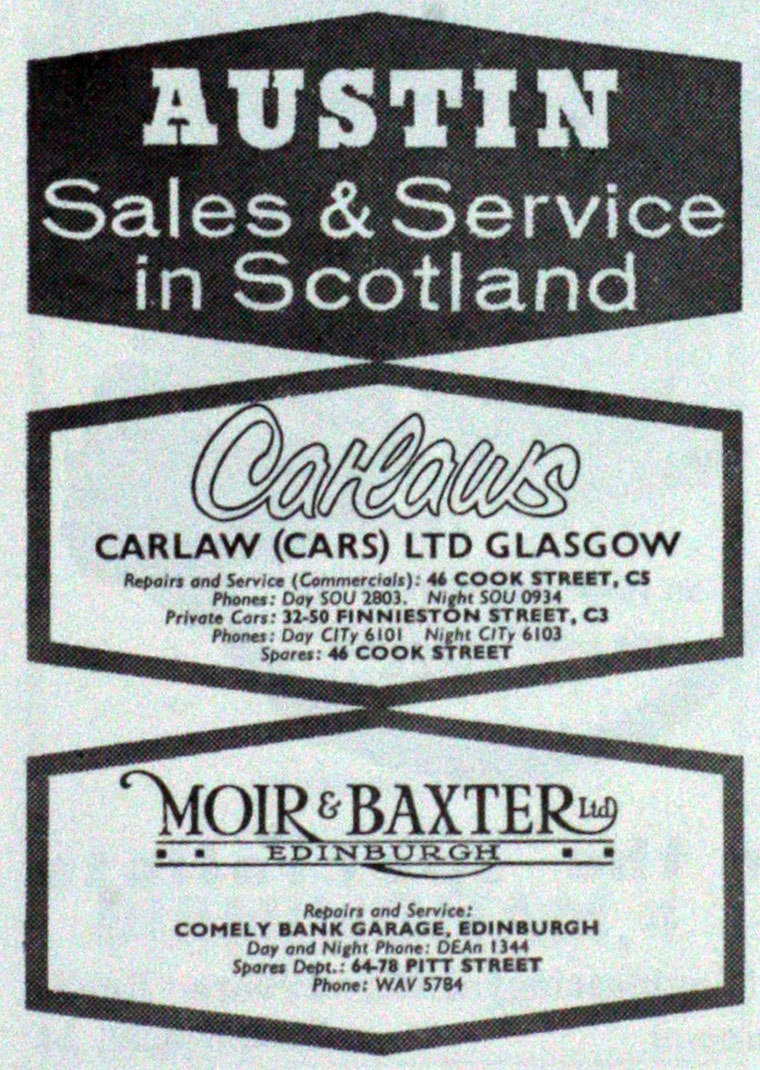 AUSTIN
Sales & Service
in Scotland
Carlaws
CARLAW (CARS) LTD GLASGOW
Repairs and Service (Commercials): 46 COOK STREET, C5
Phones: Day SOU 2803. Night SOU 0934
Private Cars: 32-50 FINNIESTON STREET, C3
Phones: Day CITy 6101 Night CITy 6103
Spares: 46 COOK STREET
MOIR & BAXTER Ltd
EDINBURGH
Repairs and Service:
COMELY BANK GARAGE, EDINBURGH
Day and Night Phone: DEAn 1344
Spares Dept.: 64-78 PITT STREET
Phone: WAV 5784